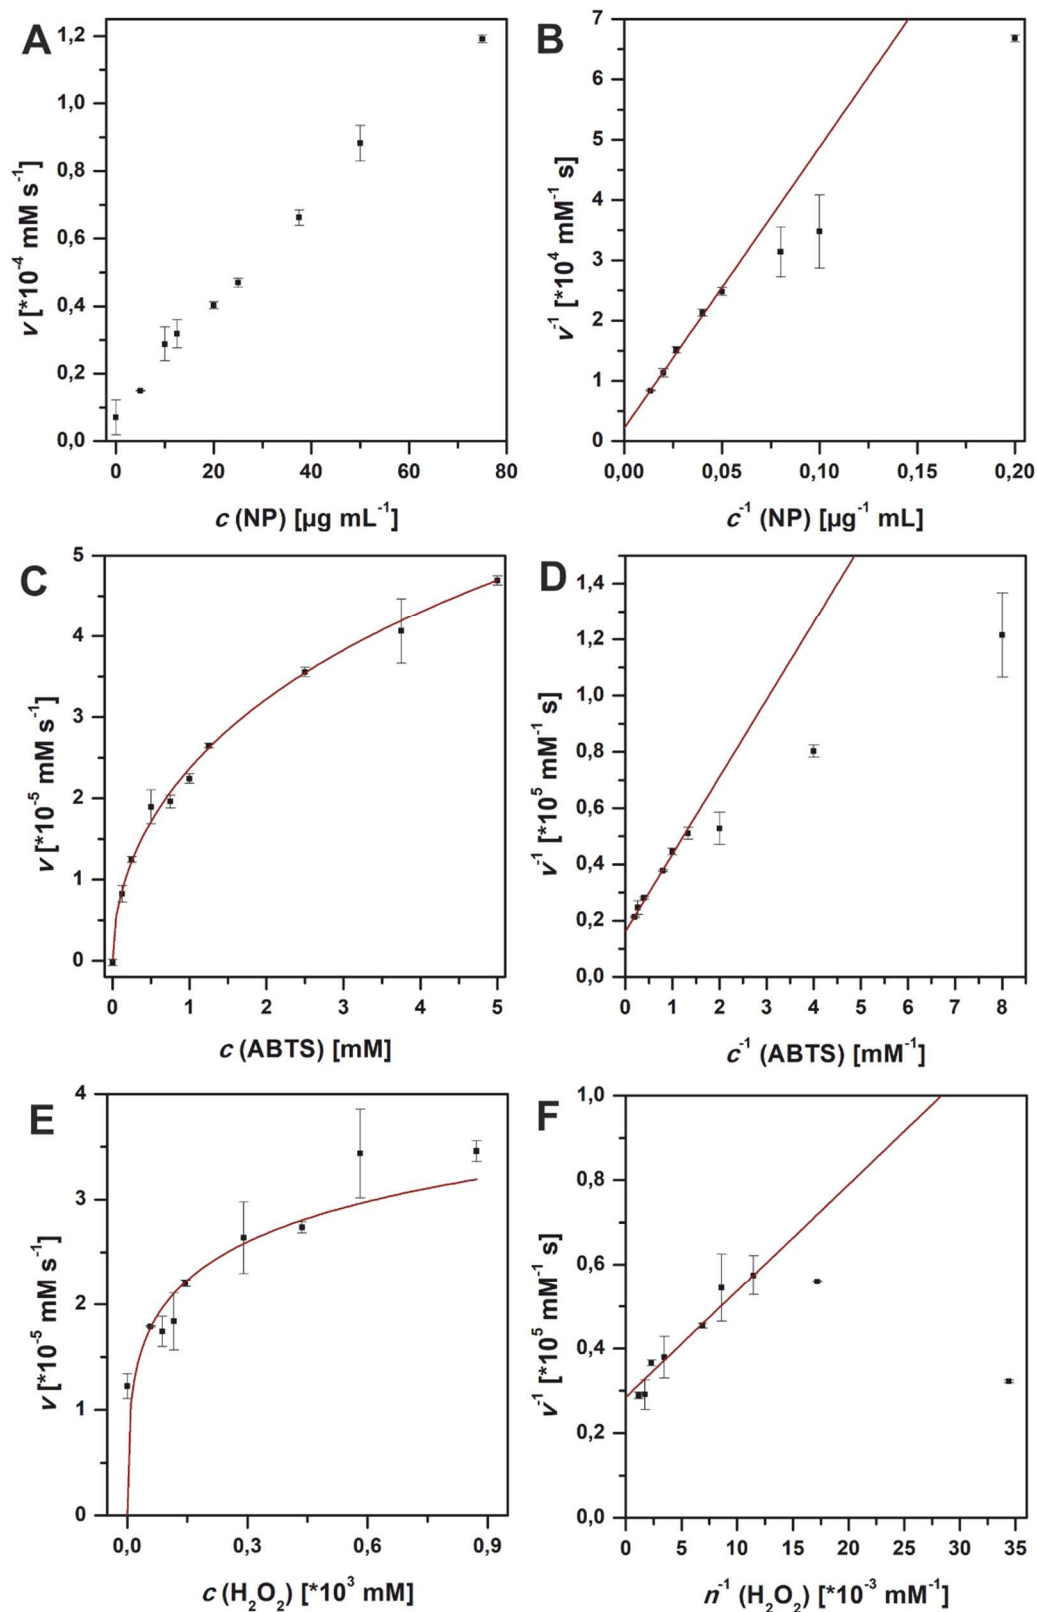 A
1,2
1,0
0,8
0,6
0,4
0,2
0,0
v [*10⁻⁴ mM s⁻¹]
0 20 40 60 80
c (NP) [µg mL⁻¹]
B
7
6
5
4
3
2
1
0
v⁻¹ [*10⁴ mM⁻¹ s]
0,00 0,05 0,10 0,15 0,20
c⁻¹ (NP) [µg⁻¹ mL]
C
5
4
3
2
1
0
v [*10⁻⁵ mM s⁻¹]
0 1 2 3 4 5
c (ABTS) [mM]
D
1,4
1,2
1,0
0,8
0,6
0,4
0,2
0,0
v⁻¹ [*10⁵ mM⁻¹ s]
0 1 2 3 4 5 6 7 8
c⁻¹ (ABTS) [mM⁻¹]
E
4
3
2
1
0
v [*10⁻⁵ mM s⁻¹]
0,0 0,3 0,6 0,9
c (H₂O₂) [*10³ mM]
F
1,0
0,8
0,6
0,4
0,2
0,0
v⁻¹ [*10⁵ mM⁻¹ s]
0 5 10 15 20 25 30 35
n⁻¹ (H₂O₂) [*10⁻³ mM⁻¹]